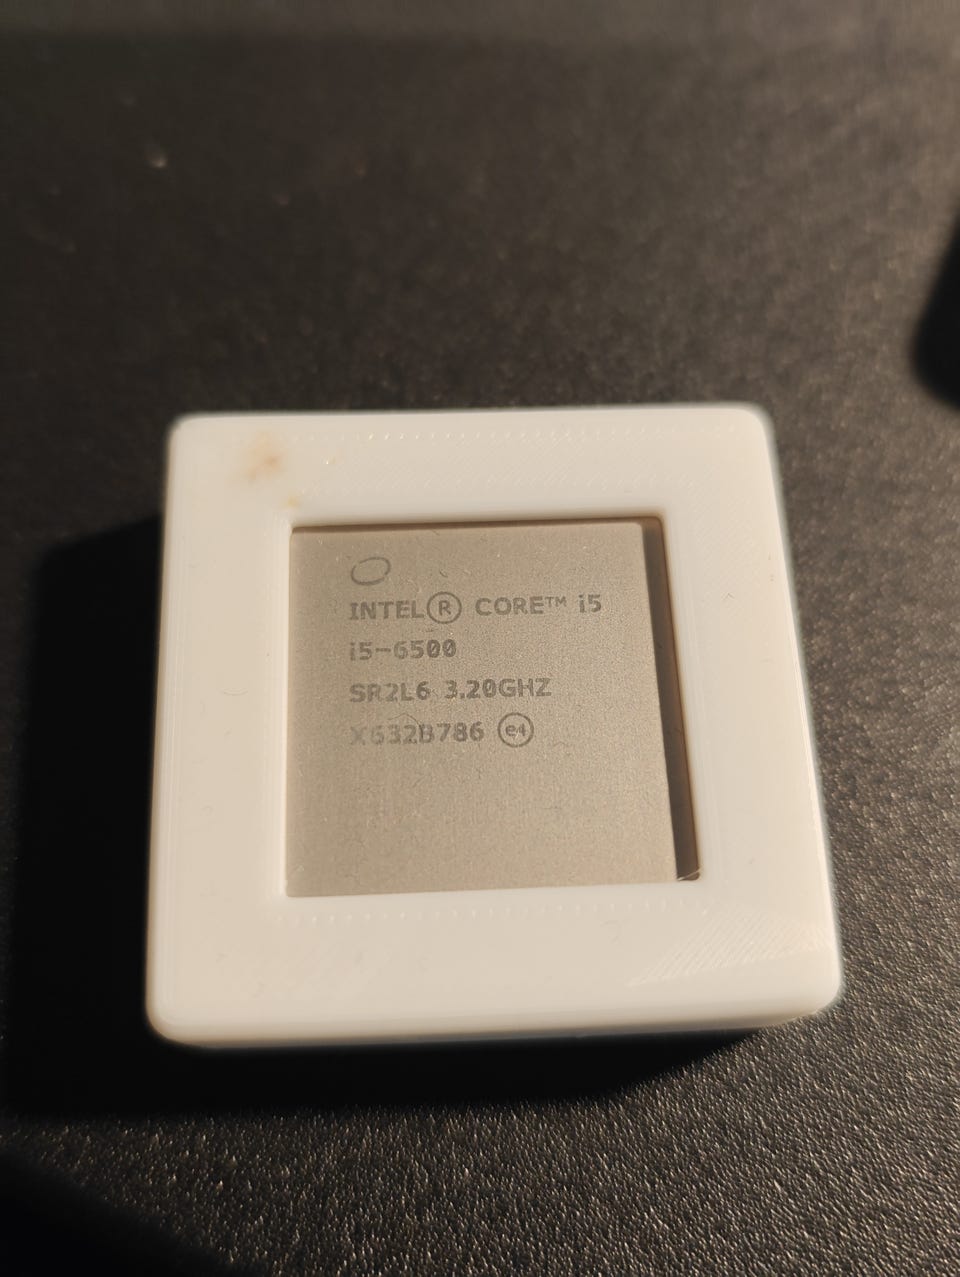 INTEL® CORE™ i5
i5-6500
SR2L6 3.20GHZ
X632B786 e4